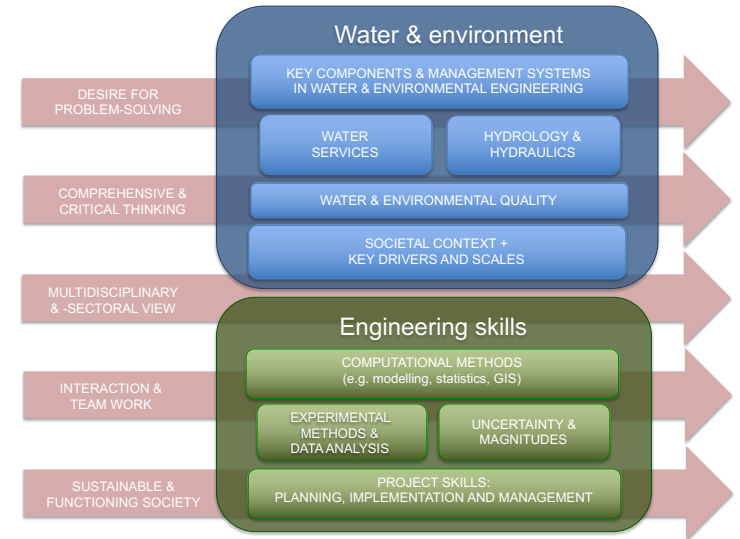 Water & environment
KEY COMPONENTS & MANAGEMENT SYSTEMS
IN WATER & ENVIRONMENTAL ENGINEERING
DESIRE FOR
PROBLEM-SOLVING
WATER
SERVICES
HYDROLOGY &
HYDRAULICS
COMPREHENSIVE &
CRITICAL THINKING
WATER & ENVIRONMENTAL QUALITY
SOCIETAL CONTEXT +
KEY DRIVERS AND SCALES
MULTIDISCIPLINARY
& -SECTORAL VIEW
Engineering skills
COMPUTATIONAL METHODS
(e.g. modelling, statistics, GIS)
INTERACTION &
TEAM WORK
EXPERIMENTAL
METHODS &
DATA ANALYSIS
UNCERTAINTY &
MAGNITUDES
SUSTAINABLE &
FUNCTIONING SOCIETY
PROJECT SKILLS:
PLANNING, IMPLEMENTATION AND MANAGEMENT